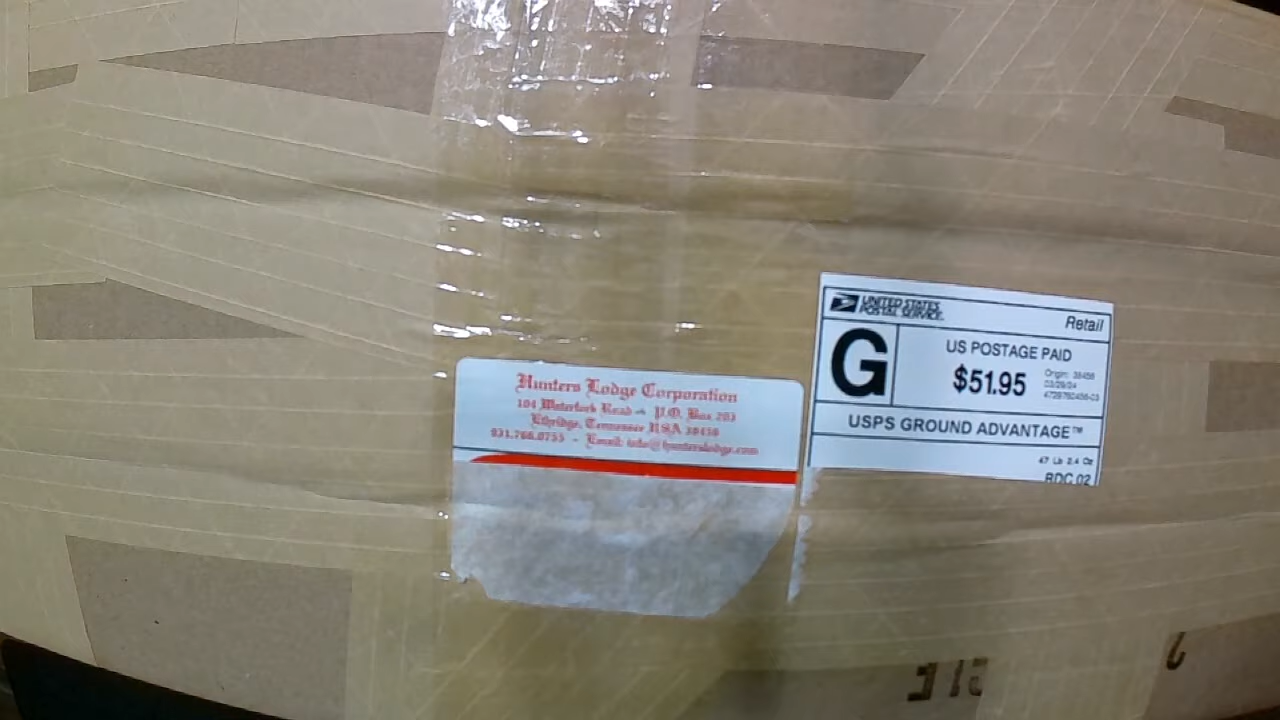 Hunters Lodge Corporation
104 Waterfork Road - P.O. Box 203
Ethridge, Tennessee USA 38456
931.766.0755 - Email: info@hunterslodge.com
UNITED STATES
POSTAL SERVICE.
Retail
G
US POSTAGE PAID
$51.95
Origin: 38456
03/29/24
USPS GROUND ADVANTAGE™
47 Lb 2.4 Oz
RDC 02